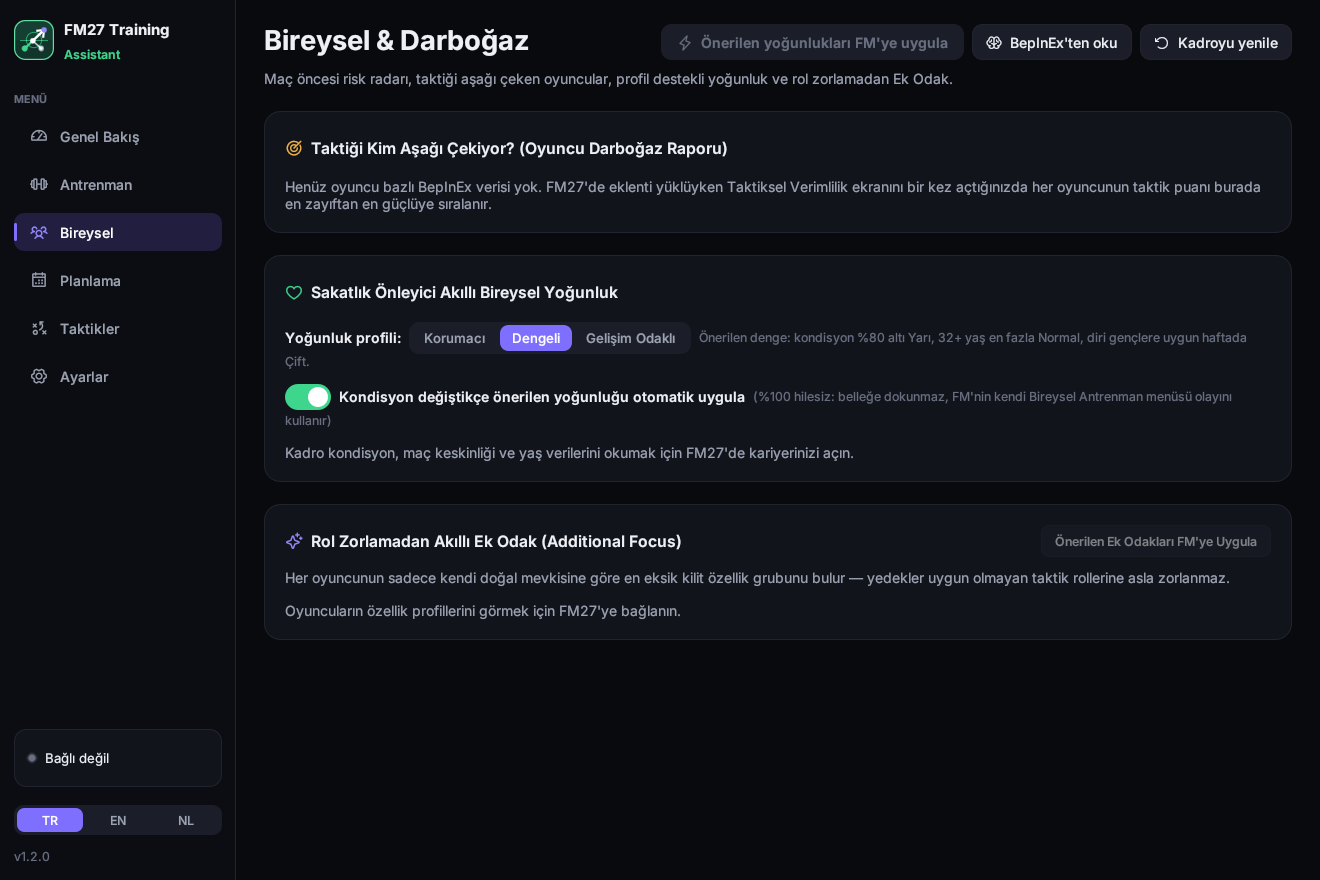 FM27 Training
Assistant
MENÜ
Genel Bakış
Antrenman
Bireysel
Planlama
Taktikler
Ayarlar
Bağlı değil
TR EN NL
v1.2.0
Bireysel & Darboğaz
Önerilen yoğunlukları FM'ye uygula
BepInEx'ten oku
Kadroyu yenile
Maç öncesi risk radarı, taktiği aşağı çeken oyuncular, profil destekli yoğunluk ve rol zorlamadan Ek Odak.
Taktiği Kim Aşağı Çekiyor? (Oyuncu Darboğaz Raporu)
Henüz oyuncu bazlı BepInEx verisi yok. FM27'de eklenti yüklüyken Taktiksel Verimlilik ekranını bir kez açtığınızda her oyuncunun taktik puanı burada
en zayıftan en güçlüye sıralanır.
Sakatlık Önleyici Akıllı Bireysel Yoğunluk
Yoğunluk profili: Korumacı Dengeli Gelişim Odaklı Önerilen denge: kondisyon %80 altı Yarı, 32+ yaş en fazla Normal, diri gençlere uygun haftada
Çift.
Kondisyon değiştikçe önerilen yoğunluğu otomatik uygula (%100 hilesiz: belleğe dokunmaz, FM'nin kendi Bireysel Antrenman menüsü olayını
kullanır)
Kadro kondisyon, maç keskinliği ve yaş verilerini okumak için FM27'de kariyerinizi açın.
Rol Zorlamadan Akıllı Ek Odak (Additional Focus)
Önerilen Ek Odakları FM'ye Uygula
Her oyuncunun sadece kendi doğal mevkisine göre en eksik kilit özellik grubunu bulur — yedekler uygun olmayan taktik rollerine asla zorlanmaz.
Oyuncuların özellik profillerini görmek için FM27'ye bağlanın.